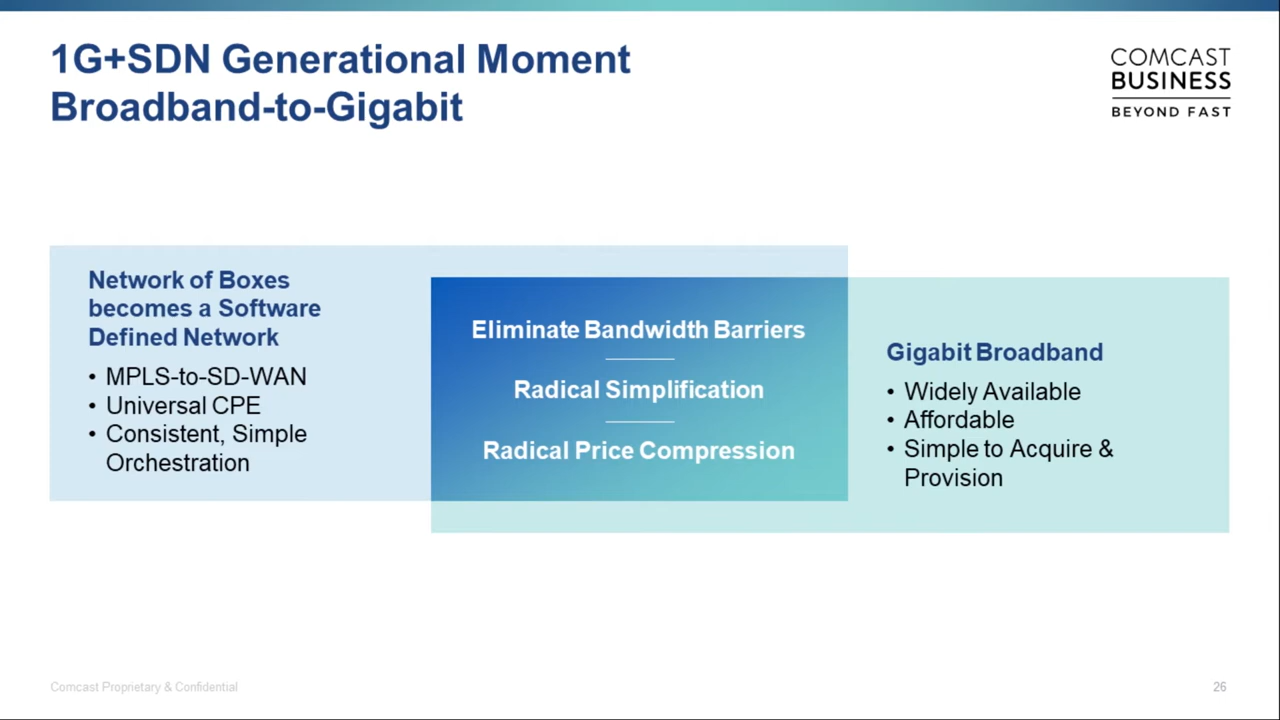 1G+SDN Generational Moment
Broadband-to-Gigabit
COMCAST
BUSINESS
BEYOND FAST
Network of Boxes
becomes a Software
Defined Network
• MPLS-to-SD-WAN
• Universal CPE
• Consistent, Simple
Orchestration
Eliminate Bandwidth Barriers
Radical Simplification
Radical Price Compression
Gigabit Broadband
• Widely Available
• Affordable
• Simple to Acquire &
Provision
Comcast Proprietary & Confidential
26